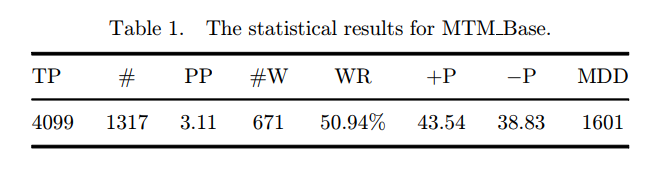 Table 1. The statistical results for MTM_Base.
TP # PP #W WR +P −P MDD
4099 1317 3.11 671 50.94% 43.54 38.83 1601